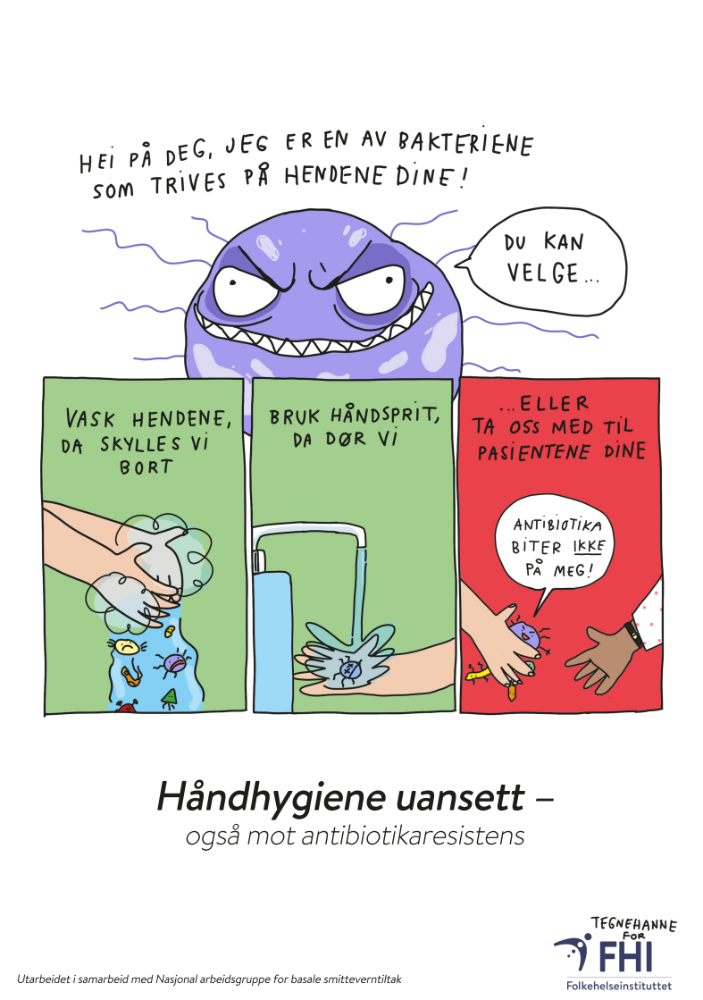 HEI PÅ DEG, JEG ER EN AV BAKTERIENE
SOM TRIVES PÅ HENDENE DINE!
DU KAN
VELGE...
VASK HENDENE,
DA SKYLLES VI
BORT
BRUK HÅNDSPRIT,
DA DØR VI
...ELLER
TA OSS MED TIL
PASIENTENE DINE
ANTIBIOTIKA
BITER IKKE
PÅ MEG!
Håndhygiene uansett –
også mot antibiotikaresistens
TEGNEHANNE
FOR
FHI
Folkehelseinstituttet
Utarbeidet i samarbeid med Nasjonal arbeidsgruppe for basale smitteverntiltak